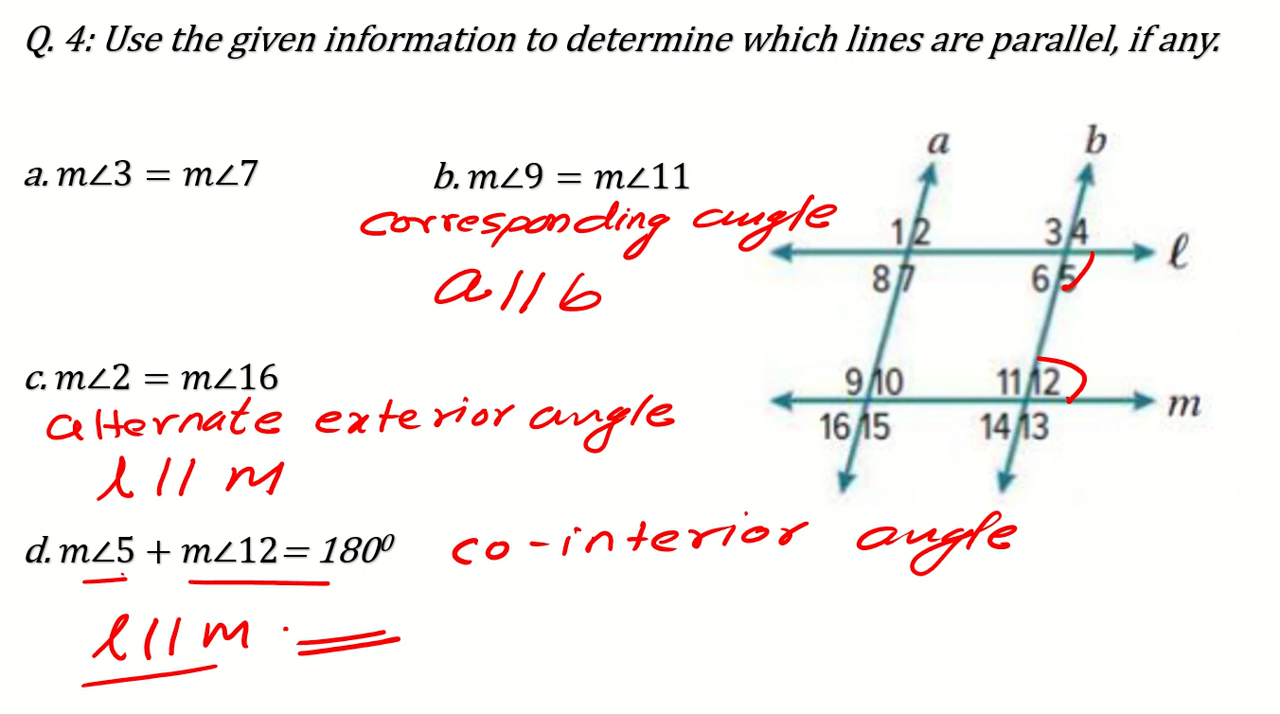 Q. 4: Use the given information to determine which lines are parallel, if any.
a. m∠3 = m∠7
b. m∠9 = m∠11
corresponding angle
a || b
c. m∠2 = m∠16
alternate exterior angle
l || m
d. m∠5 + m∠12 = 180⁰
co-interior angle
l || m.
a b
1 2 3 4 ℓ
8 7 6 5
9 10 11 12 m
16 15 14 13